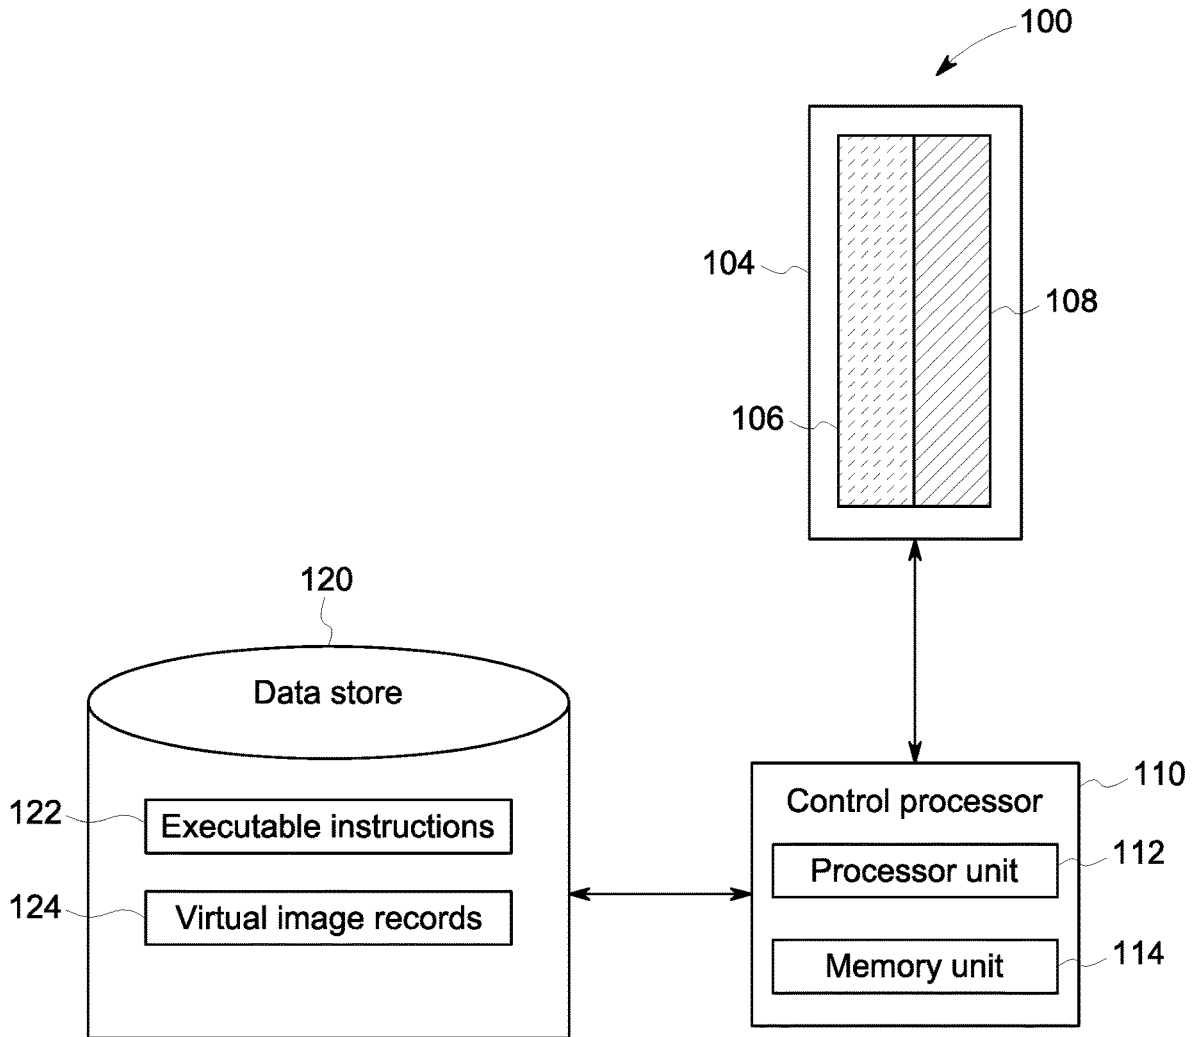 100
104
108
106
120
Data store
110
Control processor
122
Executable instructions
112
Processor unit
124
Virtual image records
114
Memory unit